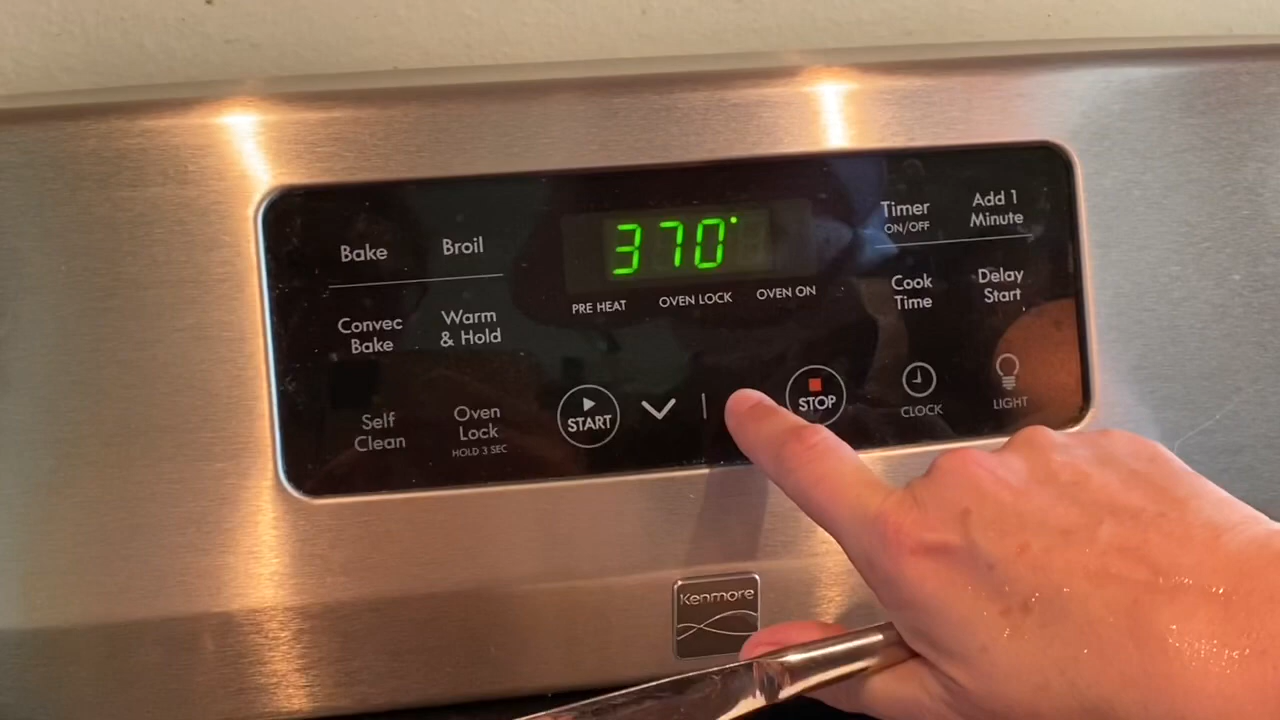 370°
PRE HEAT OVEN LOCK OVEN ON
Bake Broil
Convec
Bake
Warm
& Hold
Self
Clean
Oven
Lock
HOLD 3 SEC
START
STOP
Timer
ON/OFF
Add 1
Minute
Cook
Time
Delay
Start
CLOCK
LIGHT
Kenmore